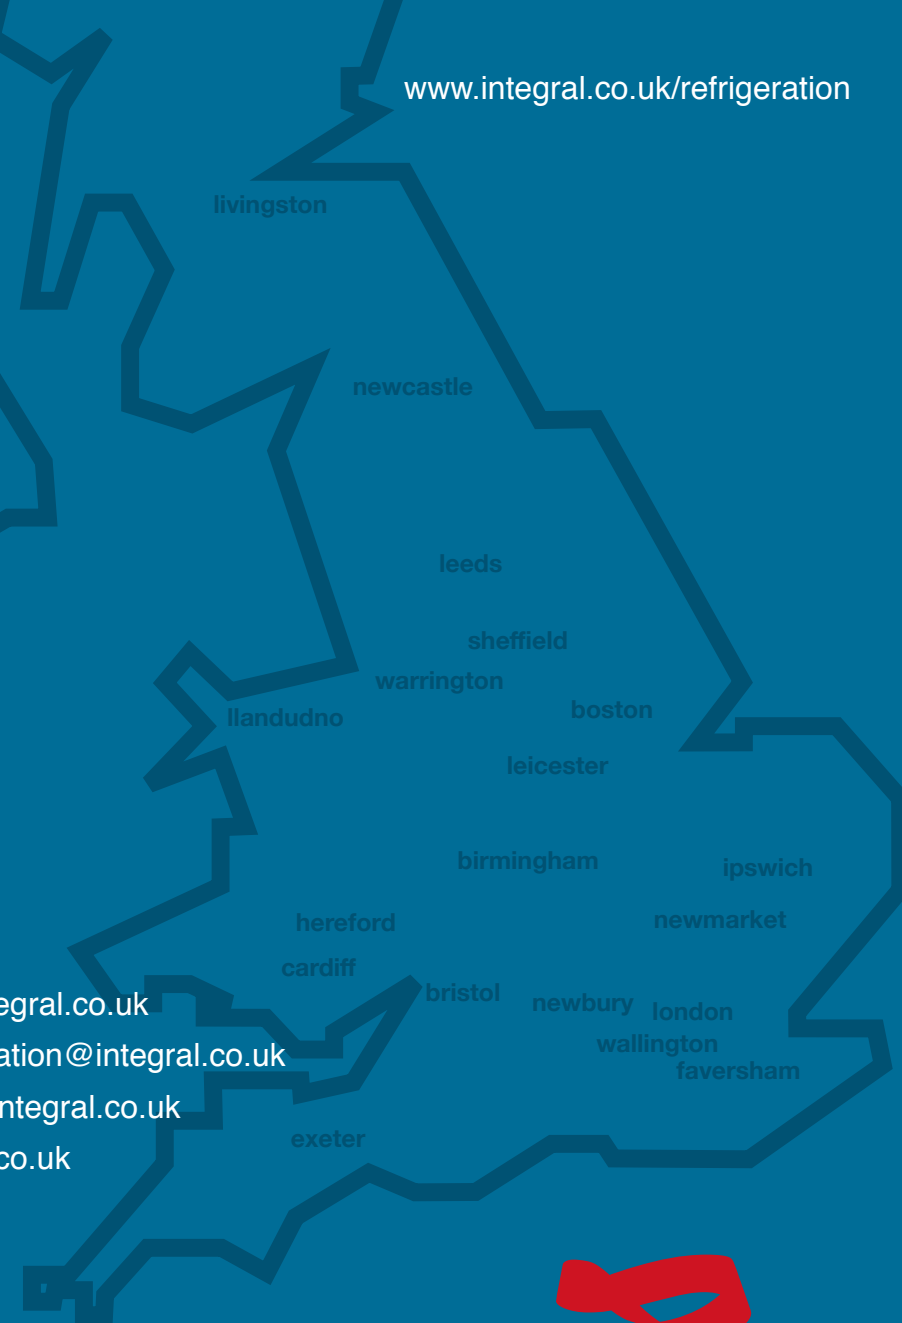 www.integral.co.uk/refrigeration
livingston
newcastle
leeds
sheffield
warrington
boston
llandudno
leicester
birmingham
ipswich
hereford
newmarket
cardiff
bristol
newbury
london
egral.co.uk
wallington
ation@integral.co.uk
faversham
ntegral.co.uk
exeter
co.uk